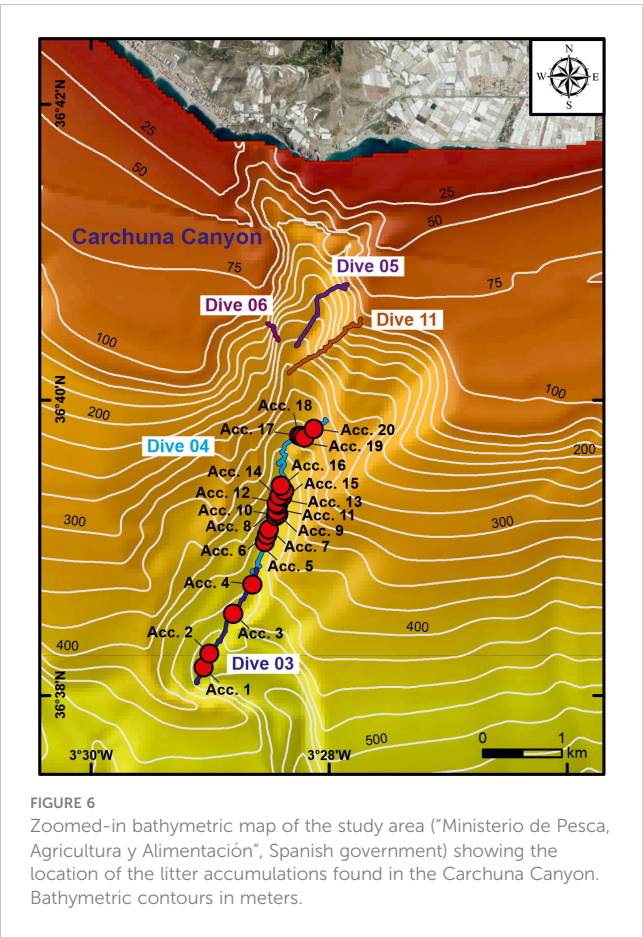 N
W E
S
36°42'N
25
50
25
50
Carchuna Canyon
75
75
Dive 05
Dive 06
Dive 11
100
100
36°40'N
200
Acc. 18
Acc. 17
Acc. 20
Acc. 19
Dive 04
200
Acc. 16
Acc. 14
Acc. 15
Acc. 12
Acc. 13
Acc. 10
Acc. 11
300
300
Acc. 8
Acc. 9
Acc. 7
Acc. 6
Acc. 5
Acc. 4
400
Acc. 2
Acc. 3
400
Dive 03
36°38'N
Acc. 1
500
0 1
km
3°30'W
3°28'W
FIGURE 6
Zoomed-in bathymetric map of the study area (“Ministerio de Pesca,
Agricultura y Alimentación”, Spanish government) showing the
location of the litter accumulations found in the Carchuna Canyon.
Bathymetric contours in meters.